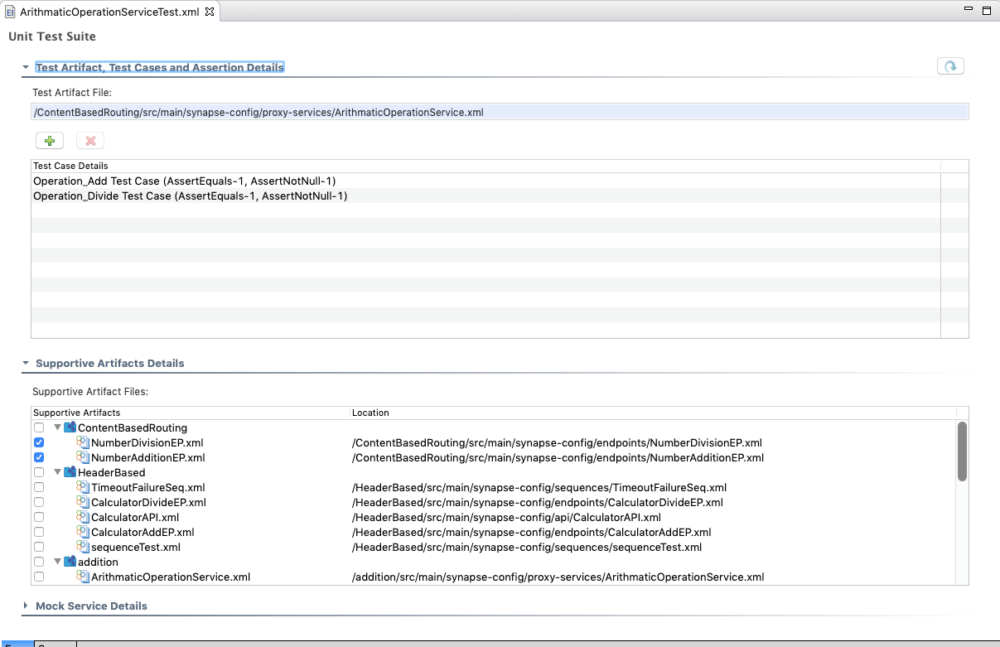 ArithmaticOperationServiceTest.xml
Unit Test Suite
Test Artifact, Test Cases and Assertion Details
Test Artifact File:
/ContentBasedRouting/src/main/synapse-config/proxy-services/ArithmaticOperationService.xml
Test Case Details
Operation_Add Test Case (AssertEquals-1, AssertNotNull-1)
Operation_Divide Test Case (AssertEquals-1, AssertNotNull-1)
Supportive Artifacts Details
Supportive Artifact Files:
Supportive Artifacts Location
ContentBasedRouting
NumberDivisionEP.xml /ContentBasedRouting/src/main/synapse-config/endpoints/NumberDivisionEP.xml
NumberAdditionEP.xml /ContentBasedRouting/src/main/synapse-config/endpoints/NumberAdditionEP.xml
HeaderBased
TimeoutFailureSeq.xml /HeaderBased/src/main/synapse-config/sequences/TimeoutFailureSeq.xml
CalculatorDivideEP.xml /HeaderBased/src/main/synapse-config/endpoints/CalculatorDivideEP.xml
CalculatorAPI.xml /HeaderBased/src/main/synapse-config/api/CalculatorAPI.xml
CalculatorAddEP.xml /HeaderBased/src/main/synapse-config/endpoints/CalculatorAddEP.xml
sequenceTest.xml /HeaderBased/src/main/synapse-config/sequences/sequenceTest.xml
addition
ArithmaticOperationService.xml /addition/src/main/synapse-config/proxy-services/ArithmaticOperationService.xml
Mock Service Details